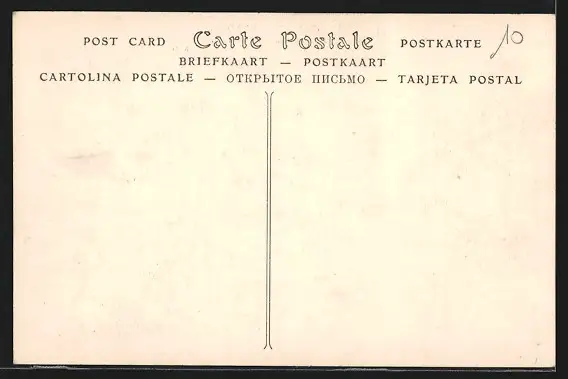 POST CARD Carte Postale POSTKARTE 10
BRIEFKAART — POSTKAART
CARTOLINA POSTALE — ОТКРЫТОЕ ПИСЬМО — TARJETA POSTAL